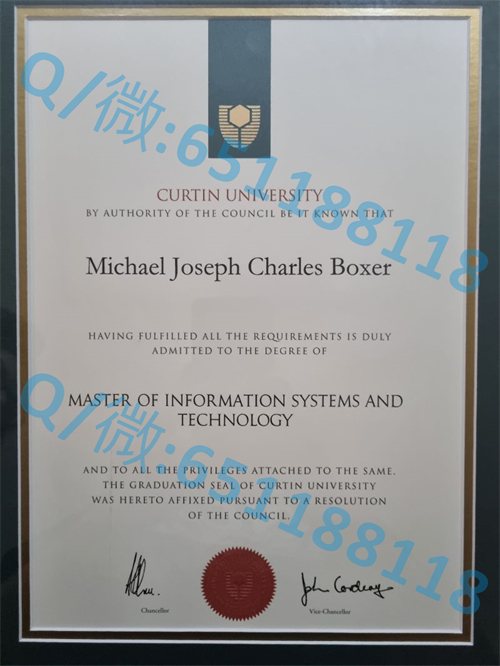 Q/微:651188118
CURTIN UNIVERSITY
BY AUTHORITY OF THE COUNCIL BE IT KNOWN THAT
Michael Joseph Charles Boxer
HAVING FULFILLED ALL THE REQUIREMENTS IS DULY
ADMITTED TO THE DEGREE OF
MASTER OF INFORMATION SYSTEMS AND
TECHNOLOGY
Q/微:651188118
AND TO ALL THE PRIVILEGES ATTACHED TO THE SAME.
THE GRADUATION SEAL OF CURTIN UNIVERSITY
WAS HERETO AFFIXED PURSUANT TO A RESOLUTION
OF THE COUNCIL.
Chancellor
Vice-Chancellor